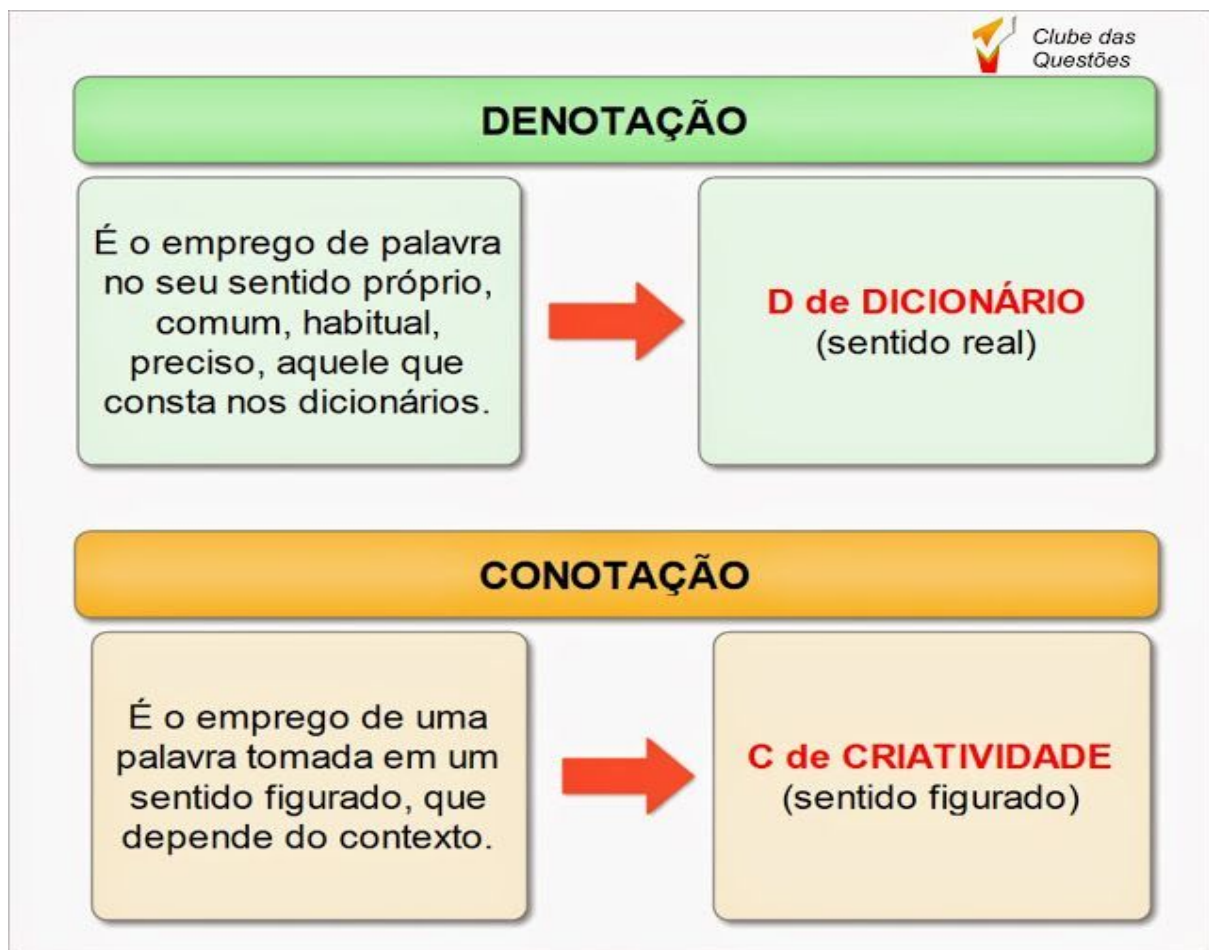 Clube das
Questões
DENOTAÇÃO
É o emprego de palavra
no seu sentido próprio,
comum, habitual,
preciso, aquele que
consta nos dicionários.
D de DICIONÁRIO
(sentido real)
CONOTAÇÃO
É o emprego de uma
palavra tomada em um
sentido figurado, que
depende do contexto.
C de CRIATIVIDADE
(sentido figurado)